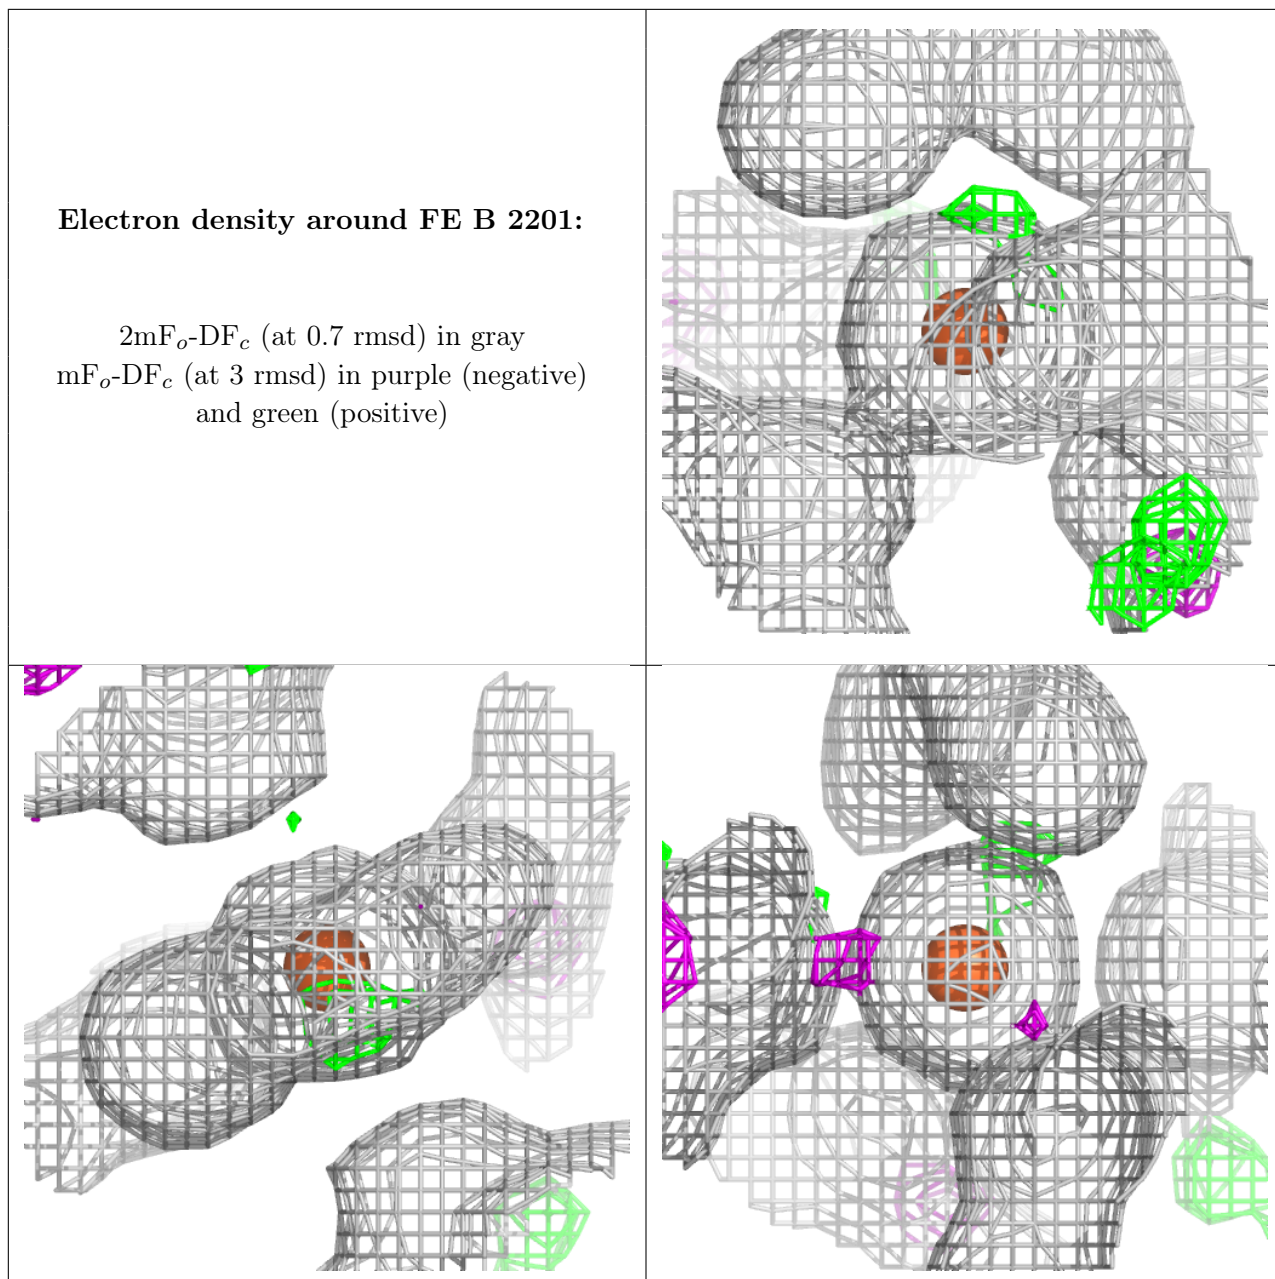 Electron density around FE B 2201:
2mFo-DFc (at 0.7 rmsd) in gray
mFo-DFc (at 3 rmsd) in purple (negative)
and green (positive)